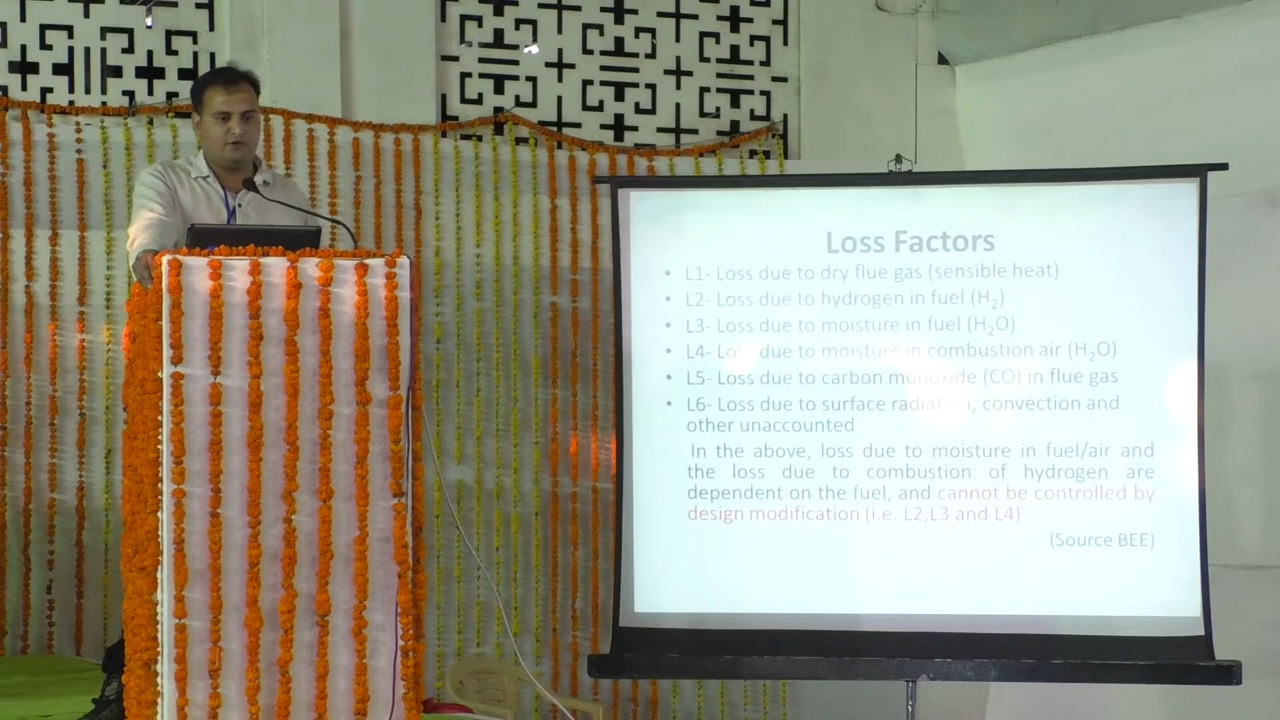 Loss Factors
• L1- Loss due to dry flue gas (sensible heat)
• L2- Loss due to hydrogen in fuel (H₂)
• L3- Loss due to moisture in fuel (H₂O)
• L4- Loss due to moisture in combustion air (H₂O)
• L5- Loss due to carbon monoxide (CO) in flue gas
• L6- Loss due to surface radiation, convection and
other unaccounted
In the above, loss due to moisture in fuel/air and
the loss due to combustion of hydrogen are
dependent on the fuel, and cannot be controlled by
design modification (i.e. L2,L3 and L4)
(Source BEE)